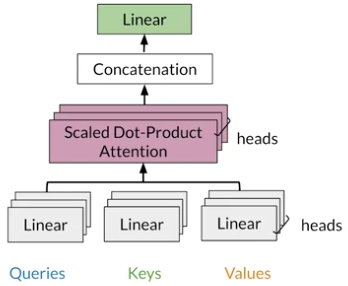 Linear
Concatenation
Scaled Dot-Product
Attention
heads
Linear
Linear
Linear
heads
Queries
Keys
Values